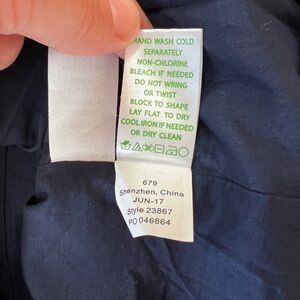 HAND WASH COLD
SEPARATELY
NON-CHLORINE
BLEACH IF NEEDED
DO NOT WRING
OR TWIST
BLOCK TO SHAPE
LAY FLAT TO DRY
COOL IRON IF NEEDED
OR DRY CLEAN
679
Shenzhen, China
JUN-17
Style 23867
PO 046864